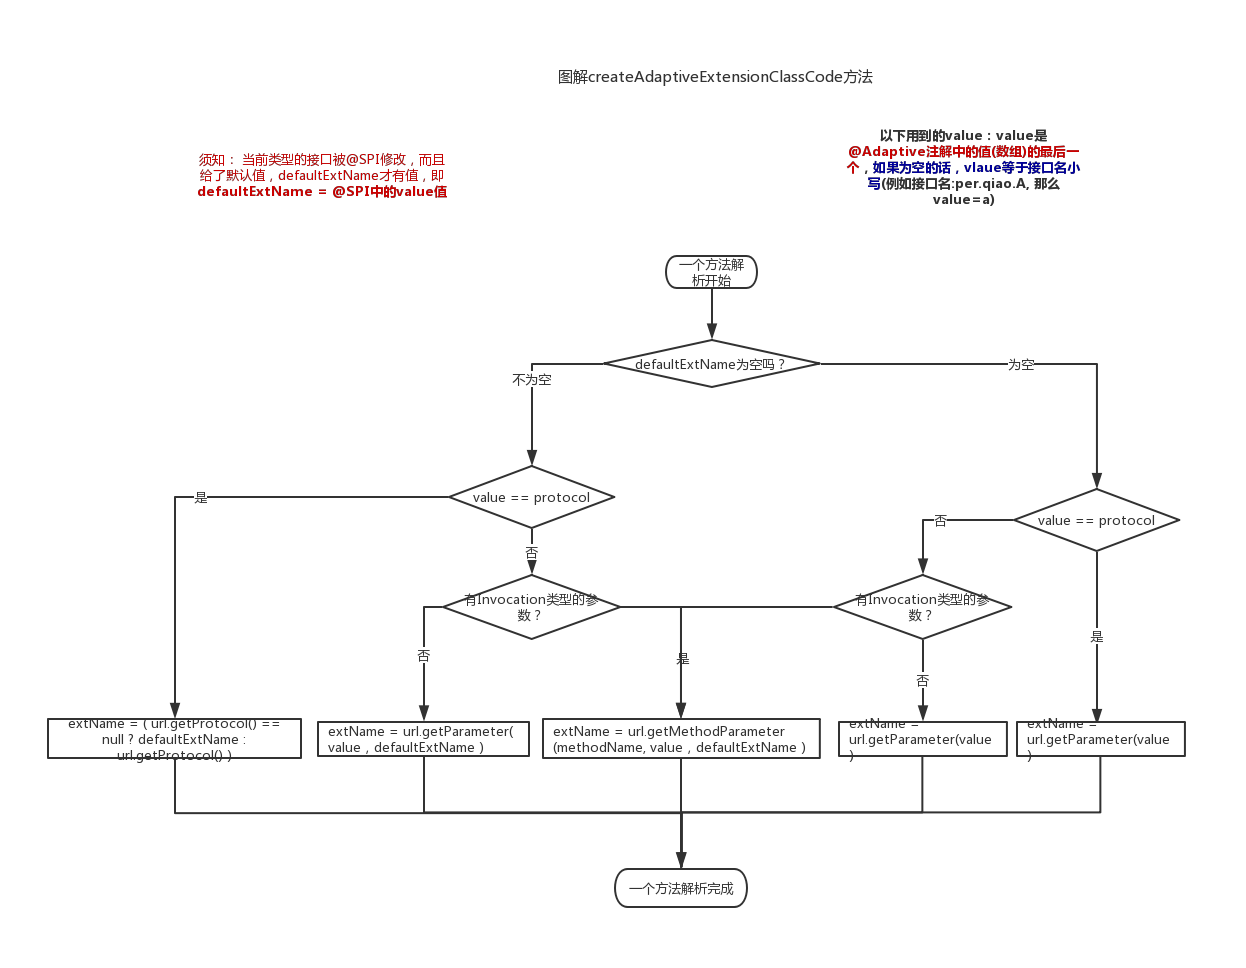 图解createAdaptiveExtensionClassCode方法
须知： 当前类型的接口被@SPI修改，而且
给了默认值，defaultExtName才有值，即
defaultExtName = @SPI中的value值
以下用到的value：value是
@Adaptive注解中的值(数组)的最后一
个，如果为空的话，vlaue等于接口名小
写(例如接口名:per.qiao.A, 那么
value=a)
一个方法解
析开始
defaultExtName为空吗？
不为空
为空
value == protocol
是
否
value == protocol
否
是
有Invocation类型的参
数？
有Invocation类型的参
数？
否
是
否
extName = ( url.getProtocol() ==
null ? defaultExtName :
url.getProtocol() )
extName = url.getParameter(
value , defaultExtName )
extName = url.getMethodParameter
(methodName, value , defaultExtName )
extName =
url.getParameter(value
)
extName =
url.getParameter(value
)
一个方法解析完成